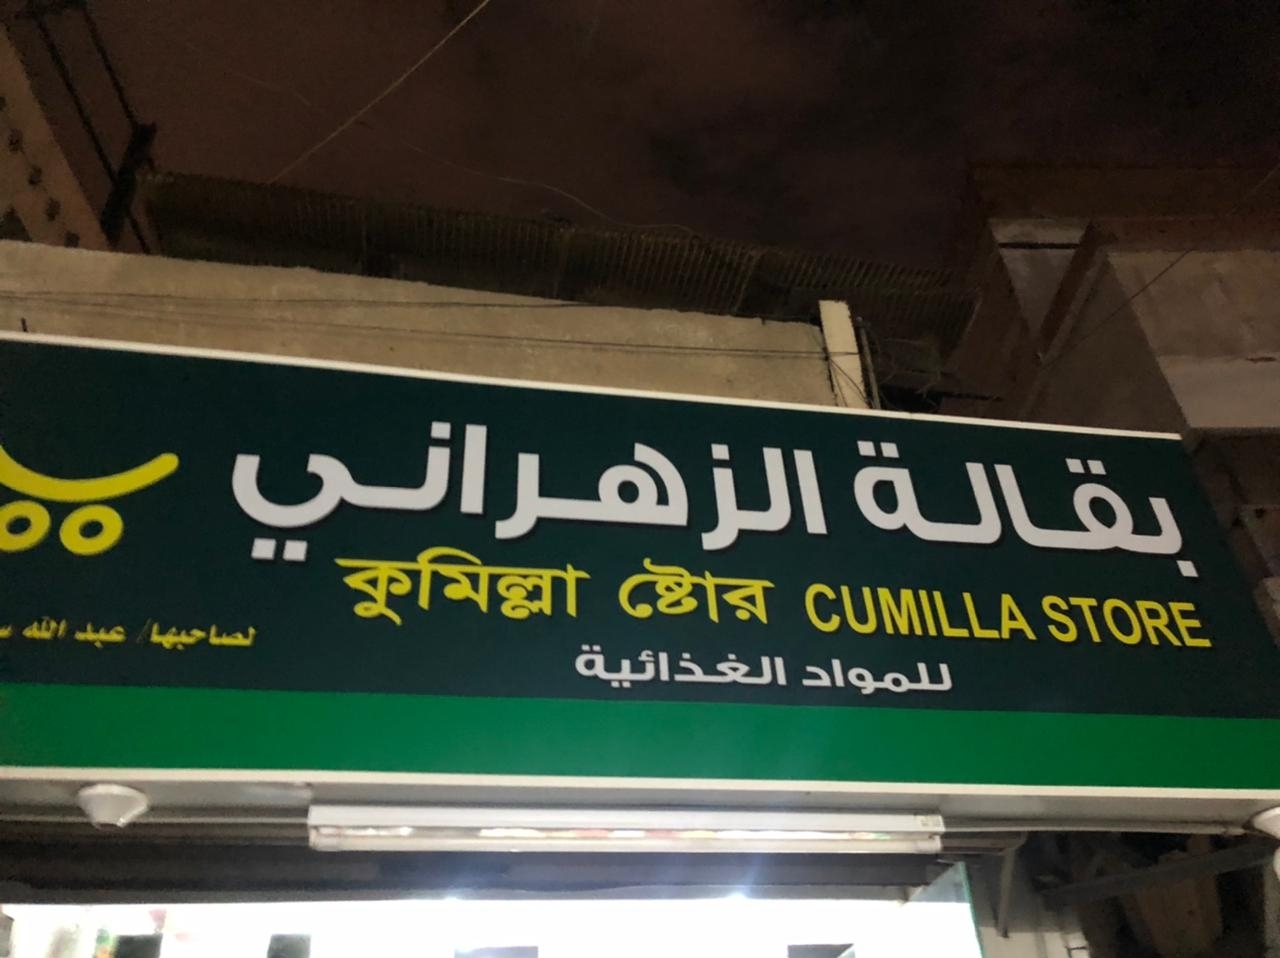 بقالة الزهراني
কুমিল্লা ষ্টোর CUMILLA STORE
للمواد الغذائية
لصاحبها/ عبد الله